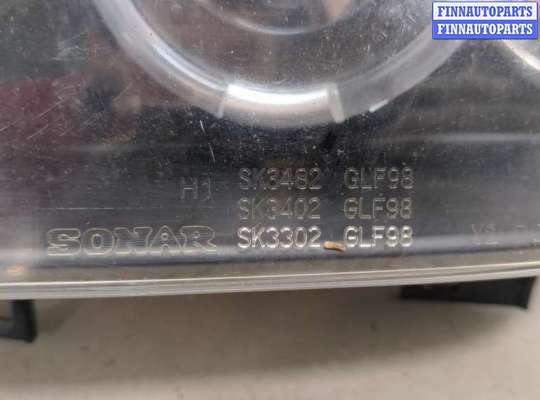 FINNAUTOPARTS
FINNAUTOPARTS
H1 SK3482 GLF98
SK3402 GLF98
SONAR SK3302 GLF98